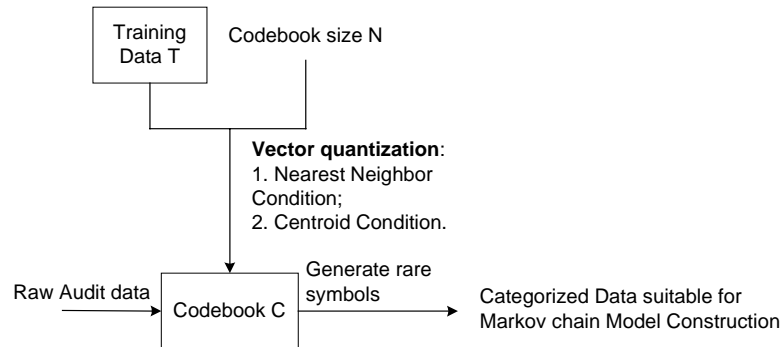 Training
Data T
Codebook size N
Vector quantization:
1. Nearest Neighbor
Condition;
2. Centroid Condition.
Raw Audit data
Codebook C
Generate rare
symbols
Categorized Data suitable for
Markov chain Model Construction